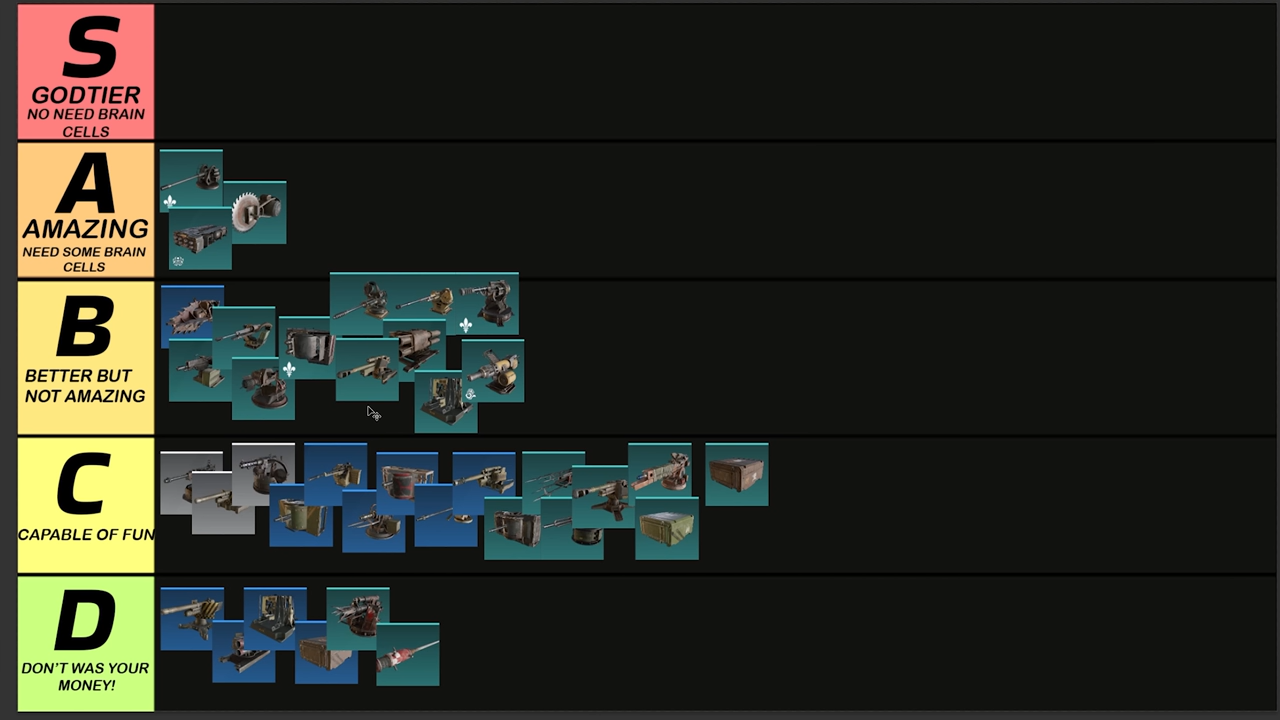 S
GODTIER
NO NEED BRAIN
CELLS
A
AMAZING
NEED SOME BRAIN
CELLS
B
BETTER BUT
NOT AMAZING
C
CAPABLE OF FUN
D
DON'T WAS YOUR
MONEY!